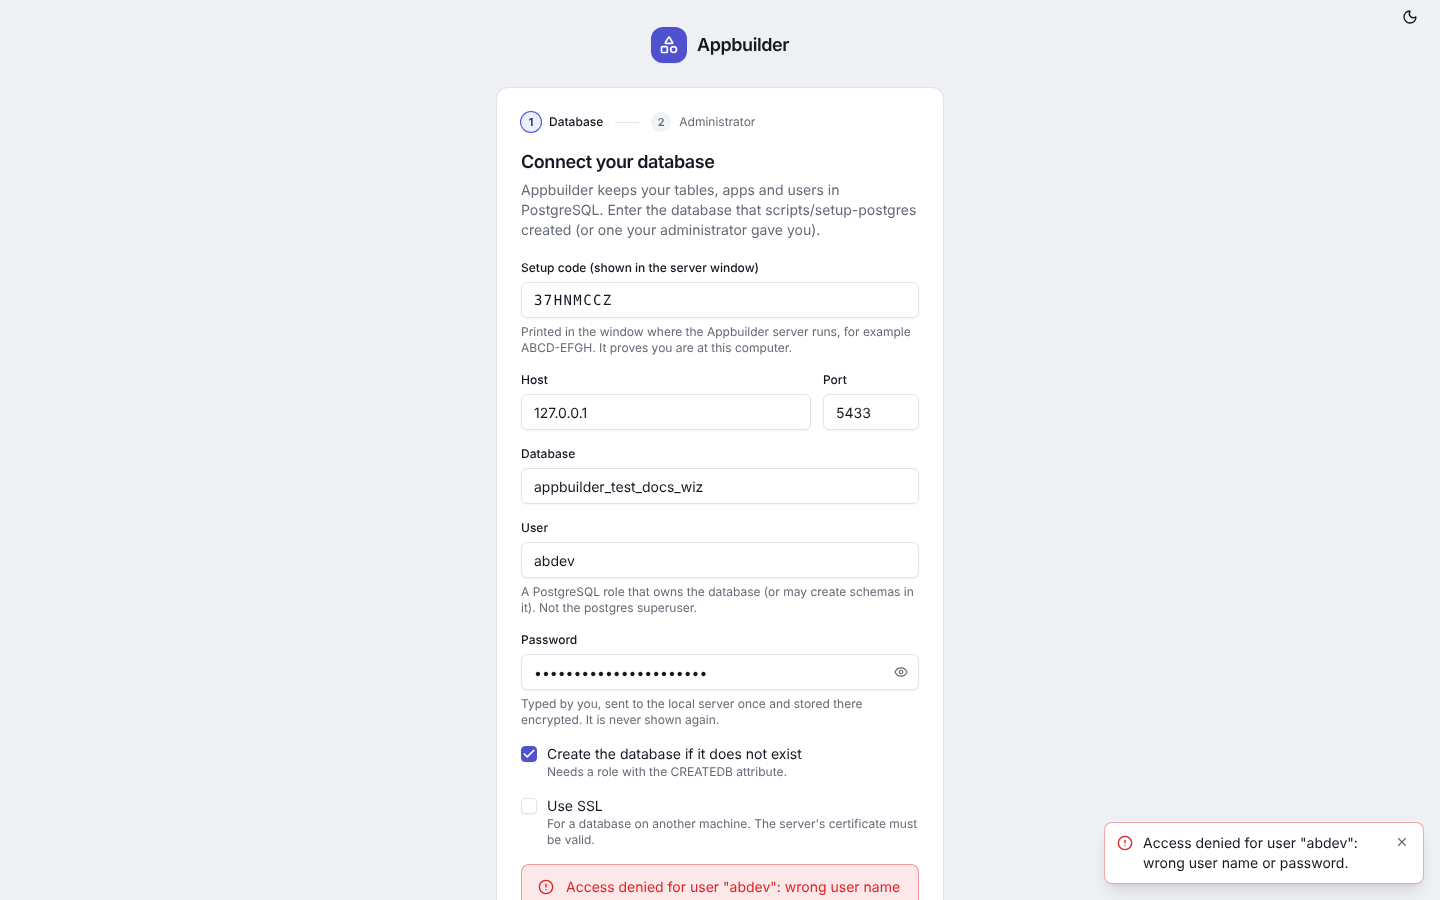 Appbuilder
1 Database 2 Administrator
Connect your database
Appbuilder keeps your tables, apps and users in
PostgreSQL. Enter the database that scripts/setup-postgres
created (or one your administrator gave you).
Setup code (shown in the server window)
37HNMCCZ
Printed in the window where the Appbuilder server runs, for example
ABCD-EFGH. It proves you are at this computer.
Host Port
127.0.0.1 5433
Database
appbuilder_test_docs_wiz
User
abdev
A PostgreSQL role that owns the database (or may create schemas in
it). Not the postgres superuser.
Password
••••••••••••••••••••••
Typed by you, sent to the local server once and stored there
encrypted. It is never shown again.
Create the database if it does not exist
Needs a role with the CREATEDB attribute.
Use SSL
For a database on another machine. The server's certificate must
be valid.
Access denied for user "abdev": wrong user name
Access denied for user "abdev":
wrong user name or password.